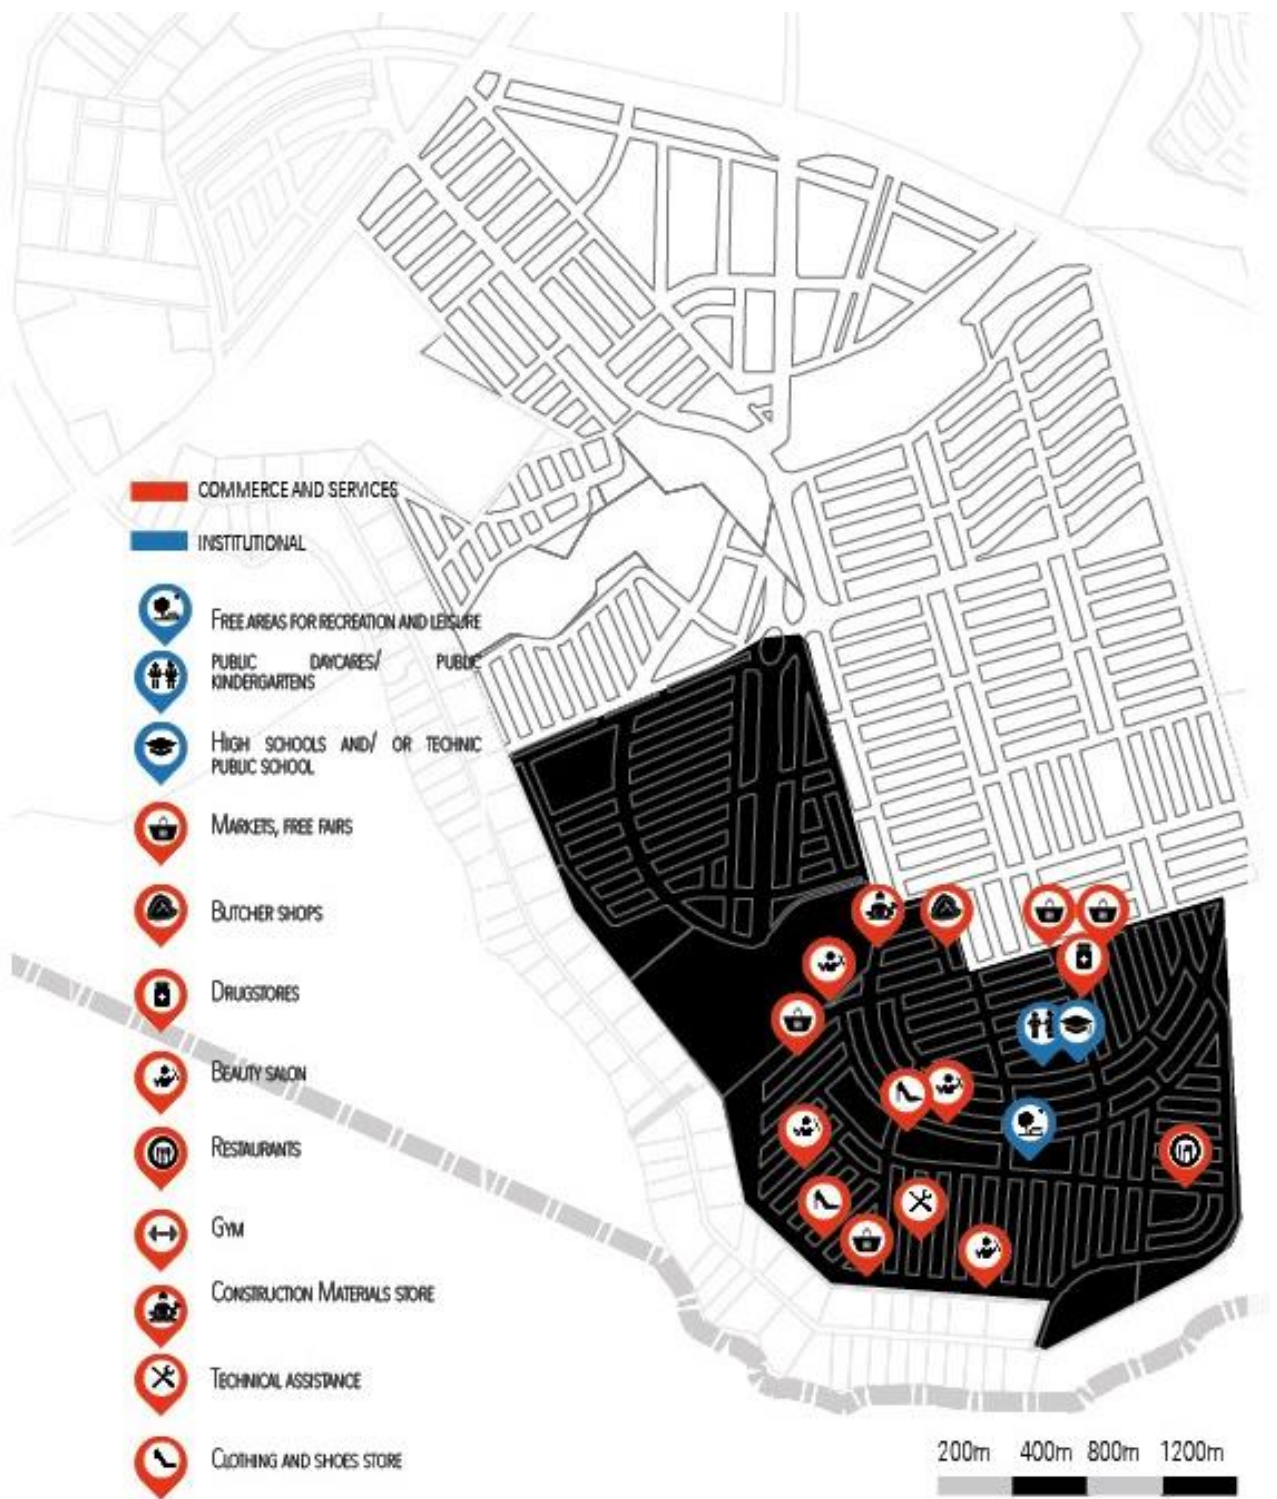 COMMERCE AND SERVICES
INSTITUTIONAL
FREE AREAS FOR RECREATION AND LEISURE
PUBLIC DAYCARES/ PUBLIC
KINDERGARTENS
HIGH SCHOOLS AND/ OR TECHNIC
PUBLIC SCHOOL
MARKETS, FREE FAIRS
BUTCHER SHOPS
DRUGSTORES
BEAUTY SALON
RESTAURANTS
GYM
CONSTRUCTION MATERIALS STORE
TECHNICAL ASSISTANCE
CLOTHING AND SHOES STORE
200m 400m 800m 1200m